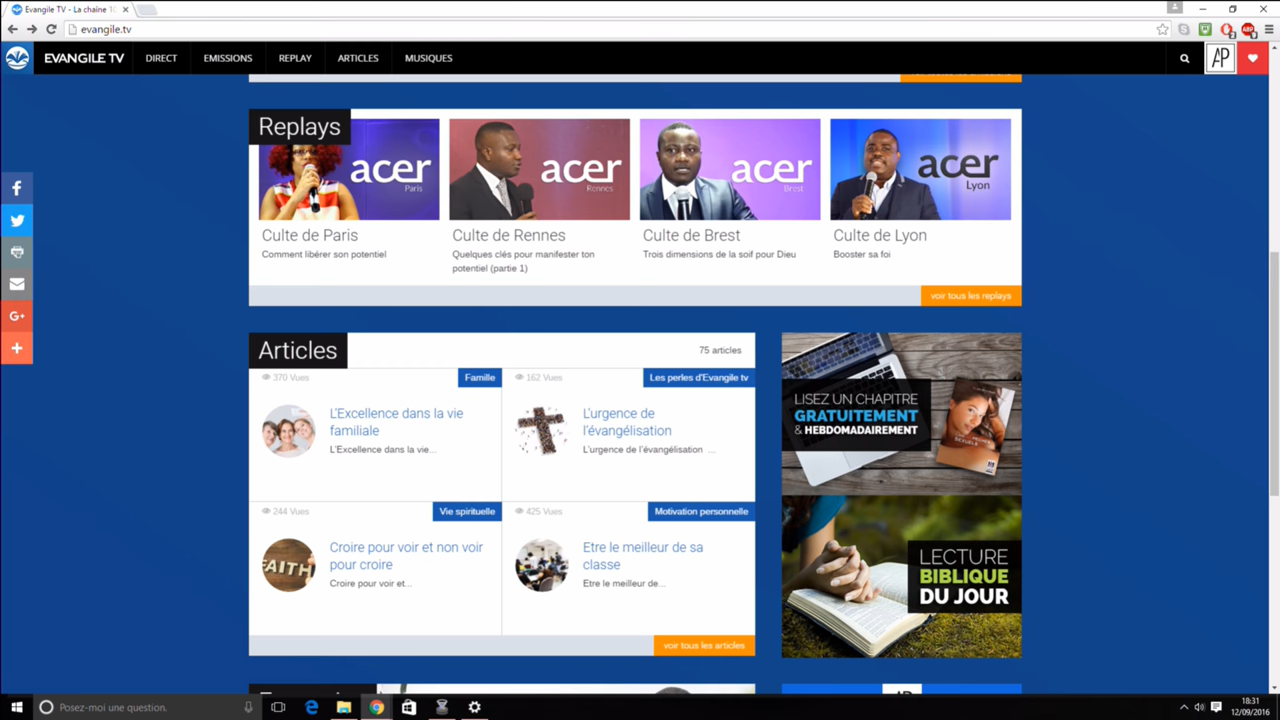 Evangile TV - La chaîne 10
evangile.tv
EVANGILE TV
DIRECT
EMISSIONS
REPLAY
ARTICLES
MUSIQUES
AP
Replays
acer
Paris
acer
Rennes
acer
Brest
acer
Lyon
Culte de Paris
Comment libérer son potentiel
Culte de Rennes
Quelques clés pour manifester ton
potentiel (partie 1)
Culte de Brest
Trois dimensions de la soif pour Dieu
Culte de Lyon
Booster sa foi
voir tous les replays
Articles
75 articles
370 Vues
Famille
L'Excellence dans la vie
familiale
L'Excellence dans la vie...
162 Vues
Les perles d'Evangile tv
L'urgence de
l'évangélisation
L'urgence de l'évangélisation ...
244 Vues
Vie spirituelle
Croire pour voir et non voir
pour croire
Croire pour voir et...
FAITH
425 Vues
Motivation personnelle
Etre le meilleur de sa
classe
Etre le meilleur de...
voir tous les articles
LISEZ UN CHAPITRE
GRATUITEMENT
& HEBDOMADAIREMENT
LECTURE
BIBLIQUE
DU JOUR
Posez-moi une question.
18:31
12/09/2016